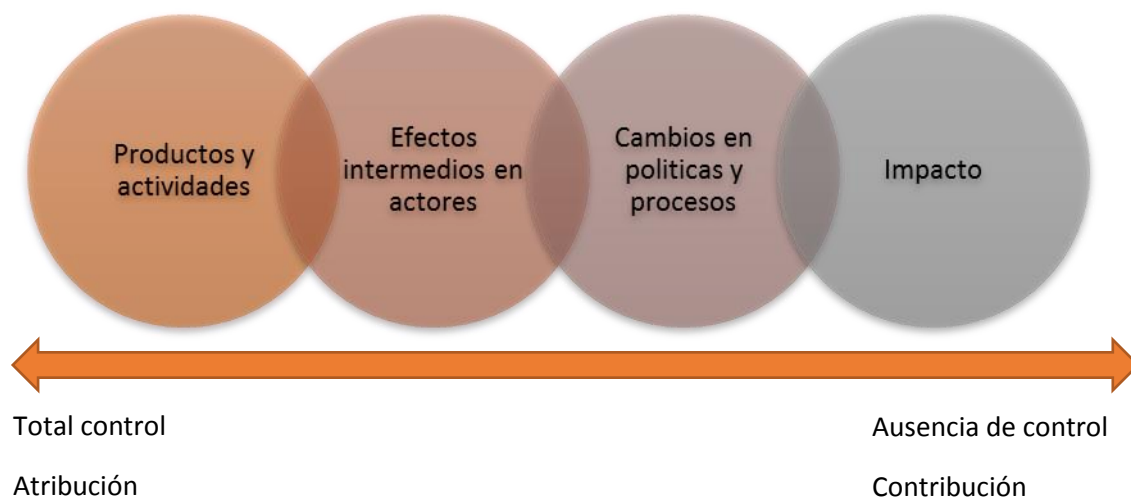 Productos y
actividades
Efectos
intermedios en
actores
Cambios en
politicas y
procesos
Impacto
Total control
Ausencia de control
Atribución
Contribución